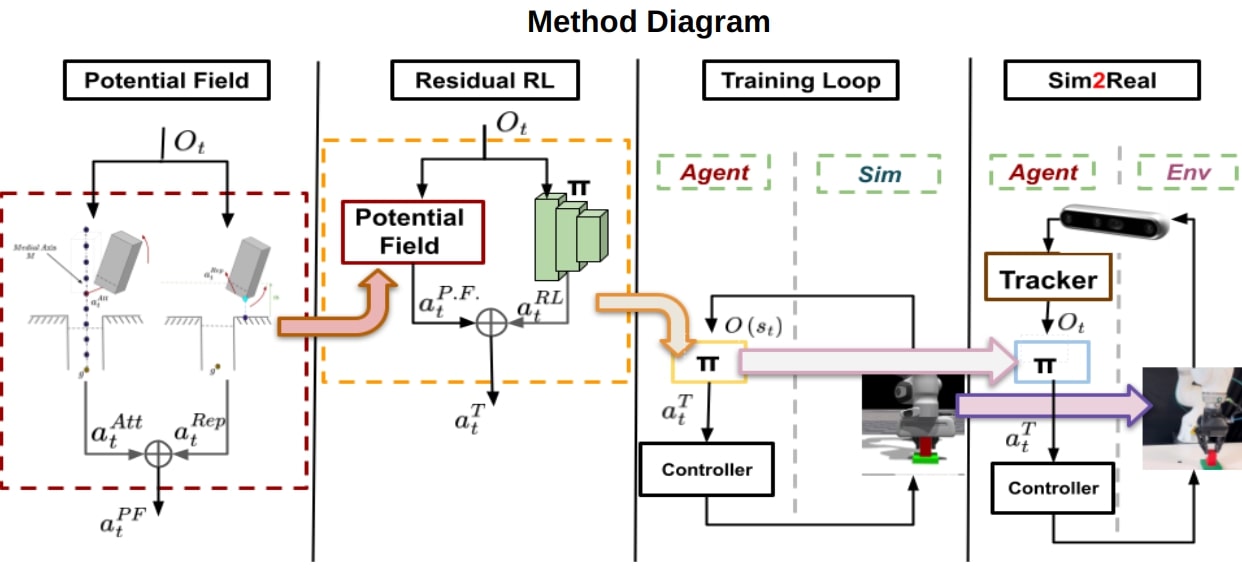 Method Diagram
Potential Field
O_t
Medial Axis
M
a_t^{Att}
a_t^{Rep}
g
g
a_t^{Att}
a_t^{Rep}
a_t^{PF}
Residual RL
O_t
π
Potential
Field
a_t^{P.F.}
a_t^{RL}
a_t^T
Training Loop
Agent
Sim
O(s_t)
π
a_t^T
Controller
Sim2Real
Agent
Env
Tracker
O_t
π
a_t^T
Controller